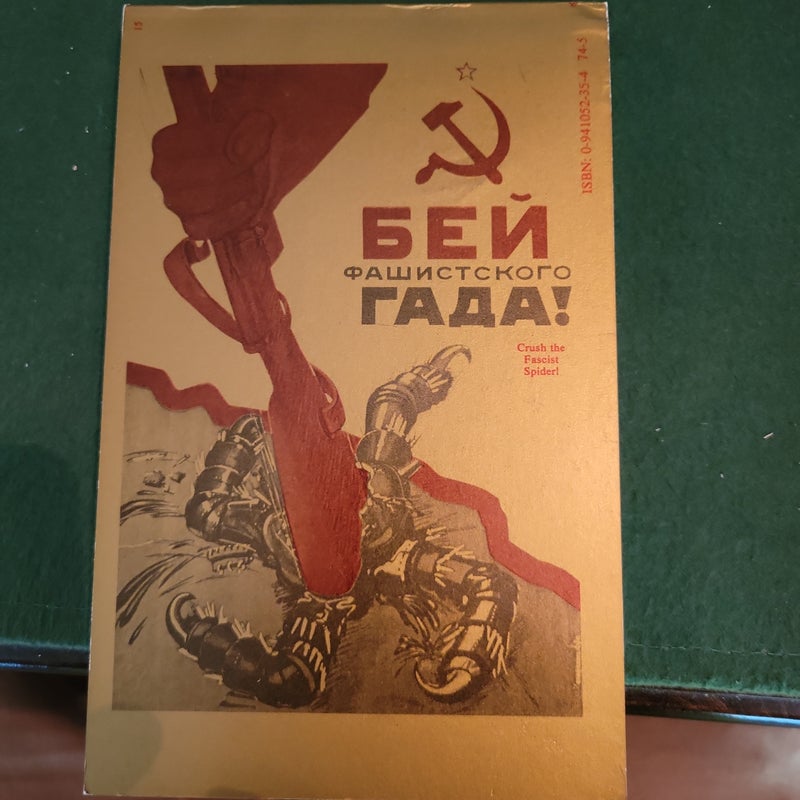 15
ISBN: 0-941052-35-4 74-5
БЕЙ
ФАШИСТСКОГО
ГАДА!
Crush the
Fascist
Spider!